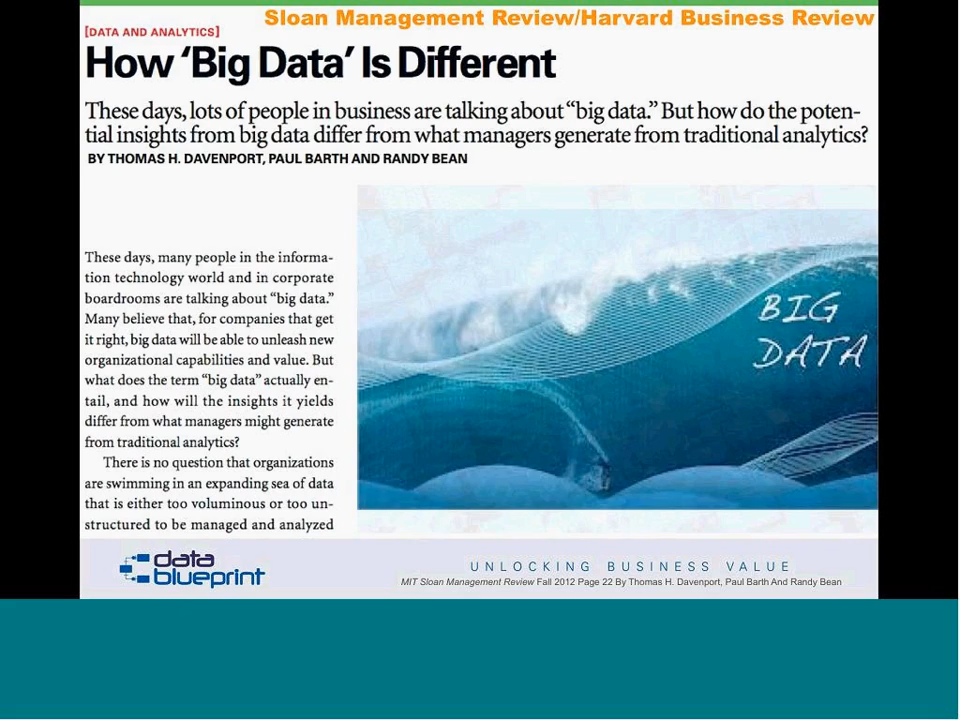 Sloan Management Review/Harvard Business Review
[DATA AND ANALYTICS]
How ‘Big Data’ Is Different
These days, lots of people in business are talking about “big data.” But how do the poten-
tial insights from big data differ from what managers generate from traditional analytics?
BY THOMAS H. DAVENPORT, PAUL BARTH AND RANDY BEAN
These days, many people in the informa-
tion technology world and in corporate
boardrooms are talking about “big data.”
Many believe that, for companies that get
it right, big data will be able to unleash new
organizational capabilities and value. But
what does the term “big data” actually en-
tail, and how will the insights it yields
differ from what managers might generate
from traditional analytics?
There is no question that organizations
are swimming in an expanding sea of data
that is either too voluminous or too un-
structured to be managed and analyzed
BIG
DATA
data
blueprint
UNLOCKING BUSINESS VALUE
MIT Sloan Management Review Fall 2012 Page 22 By Thomas H. Davenport, Paul Barth And Randy Bean